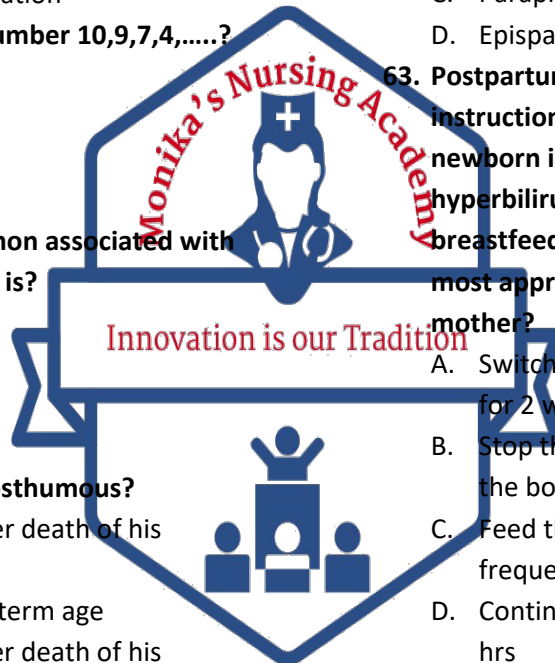 umber 10,9,7,4,…..?
associated with
is?
sthumous?
er death of his
term age
er death of his
Monika's Nursing Academy
Innovation is our Tradition
D. Epispa
63. Postpartu
instruction
newborn i
hyperbiliru
breastfeed
most appr
mother?
A. Switch
for 2 w
B. Stop th
the bo
C. Feed th
freque
D. Contin
hrs